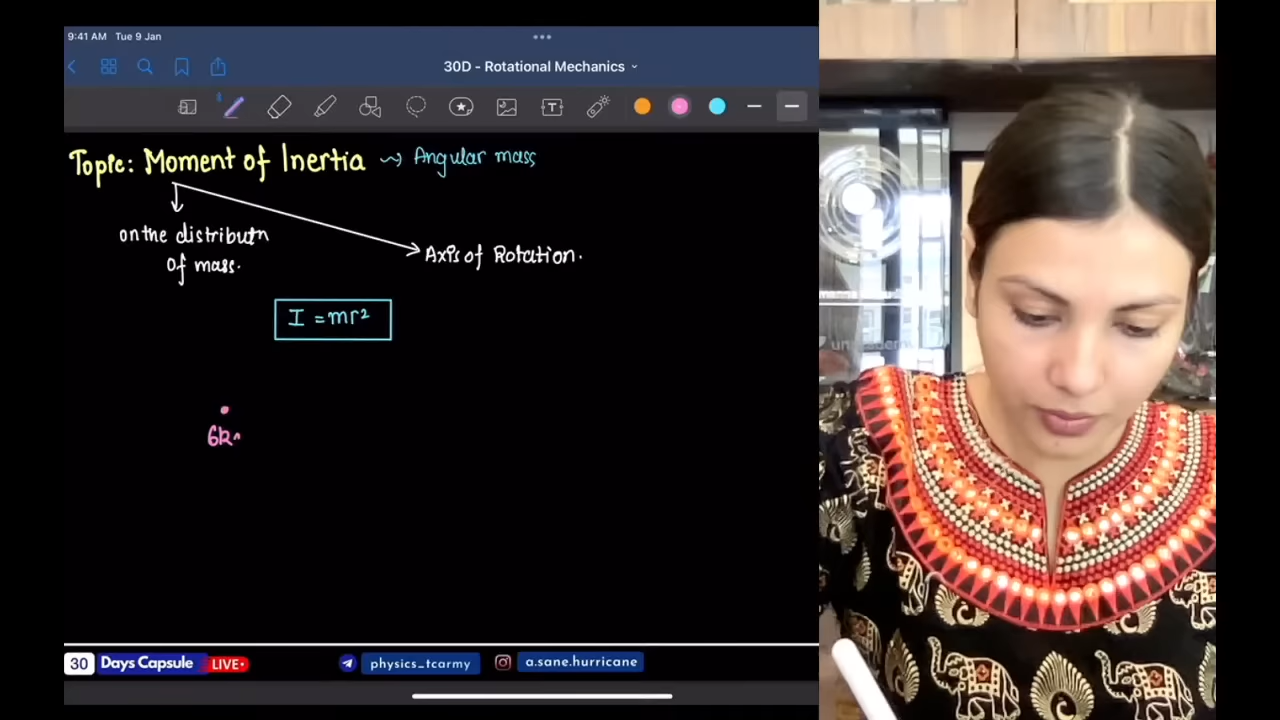 9:41 AM Tue 9 Jan
30D - Rotational Mechanics
Topic: Moment of Inertia ~> Angular mass
on the distributn
of mass.
Axis of Rotation.
I = mr²
6k
30 Days Capsule LIVE
physics_tcarmy
a.sane.hurricane